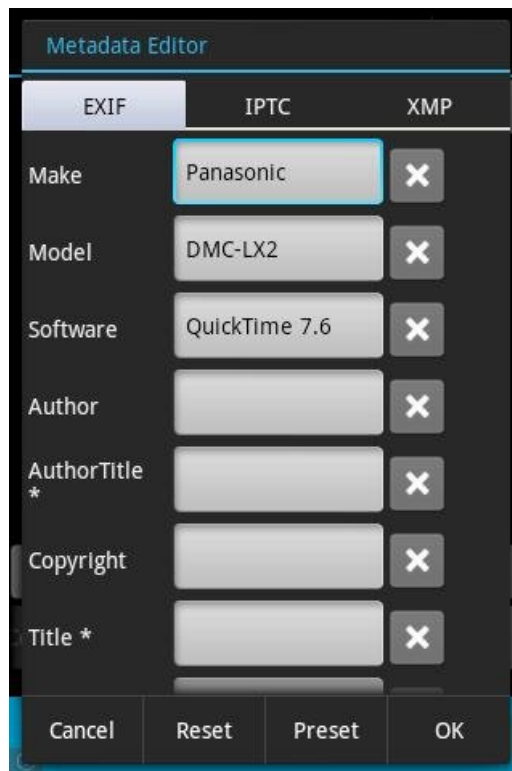 Metadata Editor
EXIF IPTC XMP
Make Panasonic
Model DMC-LX2
Software QuickTime 7.6
Author
AuthorTitle
*
Copyright
Title *
Cancel Reset Preset OK